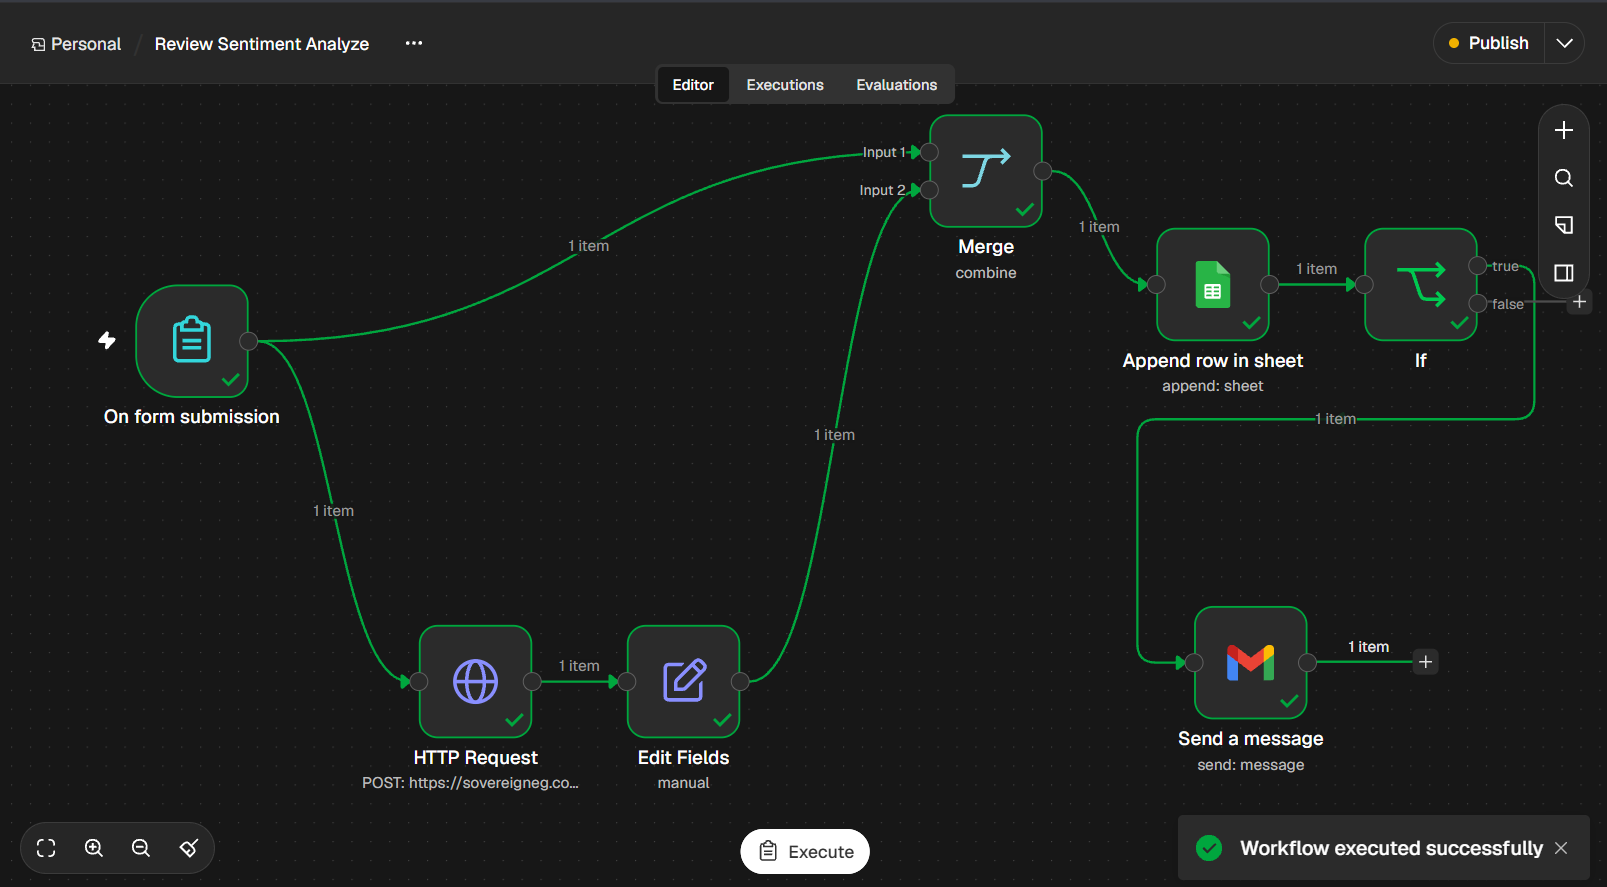 Personal / Review Sentiment Analyze ...
Publish
Editor Executions Evaluations
Input 1
Input 2
1 item
Merge
combine
1 item
1 item
true
false
Append row in sheet
append: sheet
If
On form submission
1 item
1 item
1 item
1 item
HTTP Request
POST: https://sovereigneg.co...
Edit Fields
manual
1 item
Send a message
send: message
Execute
Workflow executed successfully